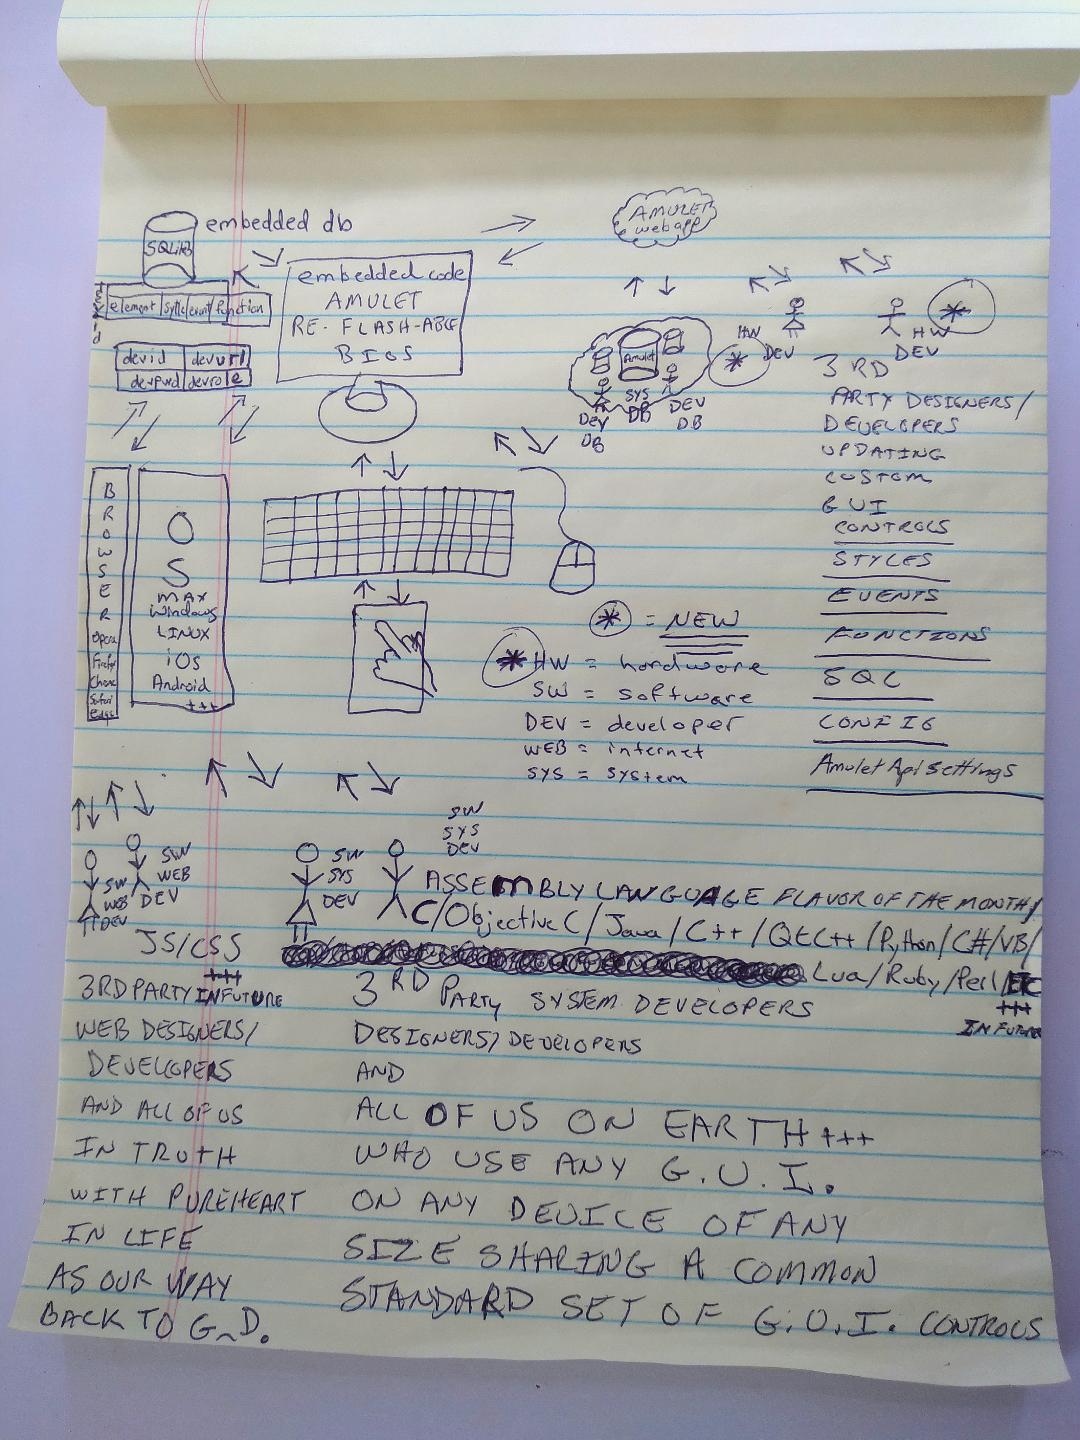 embedded db
SQLite
AMULET
webapp
embedded code
AMULET
RE-FLASH-ABLE
BIOS
devid
element style event function
devid devurl
devpwd devrole
Amulet
SYS
DB
DEV
DB
DEV
DB
HW
*
DEV
*
HW
DEV
3RD
PARTY DESIGNERS/
DEVELOPERS
UPDATING
CUSTOM
GUI
CONTROLS
STYLES
EVENTS
FUNCTIONS
SQL
CONFIG
Amulet Api settings
BROWSER
Opera
Firefox
Chrome
Safari
Edge
OS
MAX
Windows
LINUX
iOS
Android
+++
* = NEW
* HW = hardware
SW = software
DEV = developer
WEB = internet
SYS = system
SW
WEB
DEV
SW
WEB
DEV
SW
SYS
DEV
SW
SYS
DEV
ASSEMBLY LANGUAGE FLAVOR OF THE MONTH/
C/Objective C/Java/C++/QtC++/Python/C#/VB/
Lua/Ruby/Perl/ETC
+++
IN FUTURE
JS/CSS
+++
3RD PARTY IN FUTURE
WEB DESIGNERS/
DEVELOPERS
AND ALL OF US
IN TRUTH
WITH PUREHEART
IN LIFE
AS OUR WAY
BACK TO G_D.
3RD PARTY SYSTEM DEVELOPERS
DESIGNERS/DEVELOPERS
AND
ALL OF US ON EARTH +++
WHO USE ANY G.U.I.
ON ANY DEVICE OF ANY
SIZE SHARING A COMMON
STANDARD SET OF G.U.I. CONTROLS